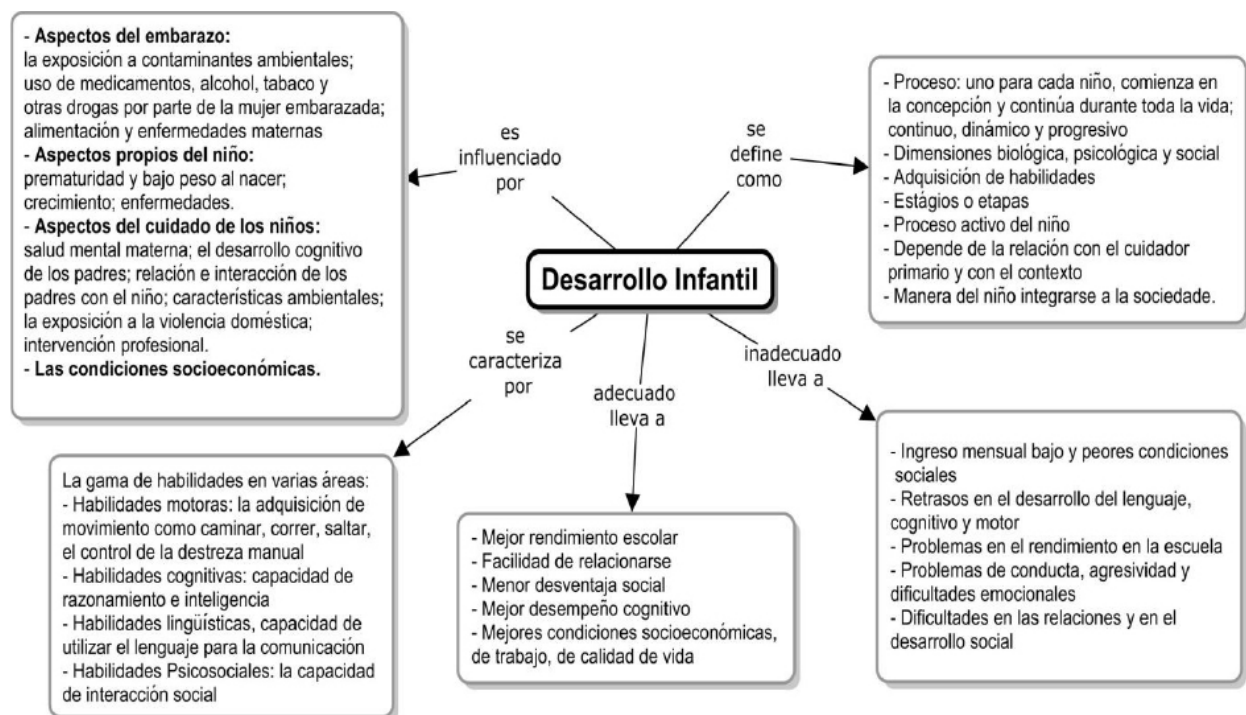 - Aspectos del embarazo:
la exposición a contaminantes ambientales;
uso de medicamentos, alcohol, tabaco y
otras drogas por parte de la mujer embarazada;
alimentación y enfermedades maternas
- Aspectos propios del niño:
prematuridad y bajo peso al nacer;
crecimiento; enfermedades.
- Aspectos del cuidado de los niños:
salud mental materna; el desarrollo cognitivo
de los padres; relación e interacción de los
padres con el niño; características ambientales;
la exposición a la violencia doméstica;
intervención profesional.
- Las condiciones socioeconómicas.
es
influenciado
por
se
define
como
- Proceso: uno para cada niño, comienza en
la concepción y continúa durante toda la vida;
continuo, dinámico y progresivo
- Dimensiones biológica, psicológica y social
- Adquisición de habilidades
- Estágios o etapas
- Proceso activo del niño
- Depende de la relación con el cuidador
primario y con el contexto
- Manera del niño integrarse a la sociedade.
Desarrollo Infantil
se
caracteriza
por
adecuado
lleva a
inadecuado
lleva a
La gama de habilidades en varias áreas:
- Habilidades motoras: la adquisición de
movimiento como caminar, correr, saltar,
el control de la destreza manual
- Habilidades cognitivas: capacidad de
razonamiento e inteligencia
- Habilidades lingüísticas, capacidad de
utilizar el lenguaje para la comunicación
- Habilidades Psicosociales: la capacidad
de interacción social
- Mejor rendimiento escolar
- Facilidad de relacionarse
- Menor desventaja social
- Mejor desempeño cognitivo
- Mejores condiciones socioeconómicas,
de trabajo, de calidad de vida
- Ingreso mensual bajo y peores condiciones
sociales
- Retrasos en el desarrollo del lenguaje,
cognitivo y motor
- Problemas en el rendimiento en la escuela
- Problemas de conducta, agresividad y
dificultades emocionales
- Dificultades en las relaciones y en el
desarrollo social